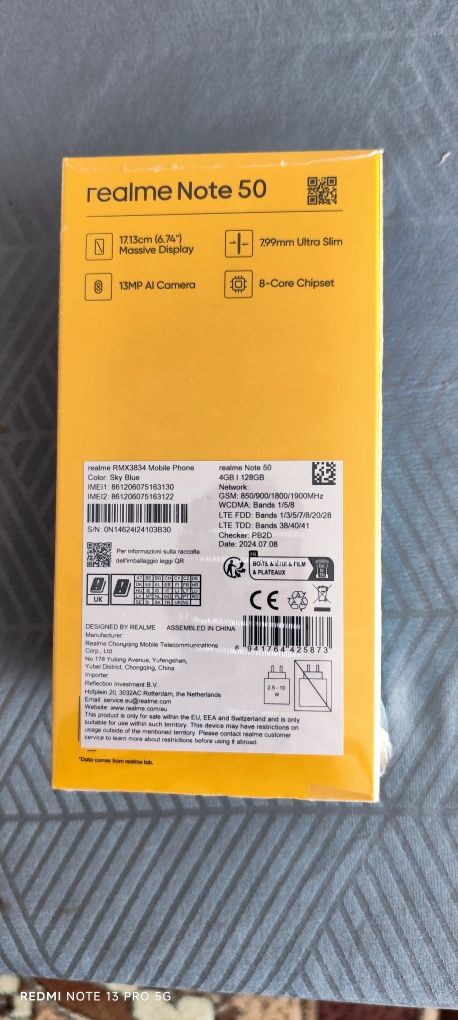 realme Note 50
17.13cm (6.74")
Massive Display
7.99mm Ultra Slim
13MP AI Camera
8-Core Chipset
realme RMX3834 Mobile Phone
Color: Sky Blue
IMEI1: 861206075163130
IMEI2: 861206075163122
S/N: 0N14624I24103B30
realme Note 50
4GB | 128GB
Network:
GSM: 850/900/1800/1900MHz
WCDMA: Bands 1/5/8
LTE FDD: Bands 1/3/5/7/8/20/28
LTE TDD: Bands 38/40/41
Checker: PB2D
Date: 2024.07.08
Per informazioni sulla raccolta
dell'imballaggio leggi QR
FR
BOÎTE & ÉTUI & FILM
& PLATEAUX
UK
CE
DESIGNED BY REALME ASSEMBLED IN CHINA
Manufacturer:
Realme Chongqing Mobile Telecommunications
Corp., Ltd.
No.178 Yulong Avenue, Yufengshan,
Yubei District, Chongqing, China
Importer:
Reflection Investment B.V.
Hofplein 20, 3032AC Rotterdam, the Netherlands
Email: service.eu@realme.com
Website: www.realme.com/eu
6 941764 425873
2.5 - 10
W
This product is only for sale within the EU, EEA and Switzerland and is only
suitable for use within such territory. This device may have restrictions on
usage outside of the mentioned territory. Please contact realme customer
service to learn more about restrictions before using it abroad.
*Data comes from realme lab.
REDMI NOTE 13 PRO 5G